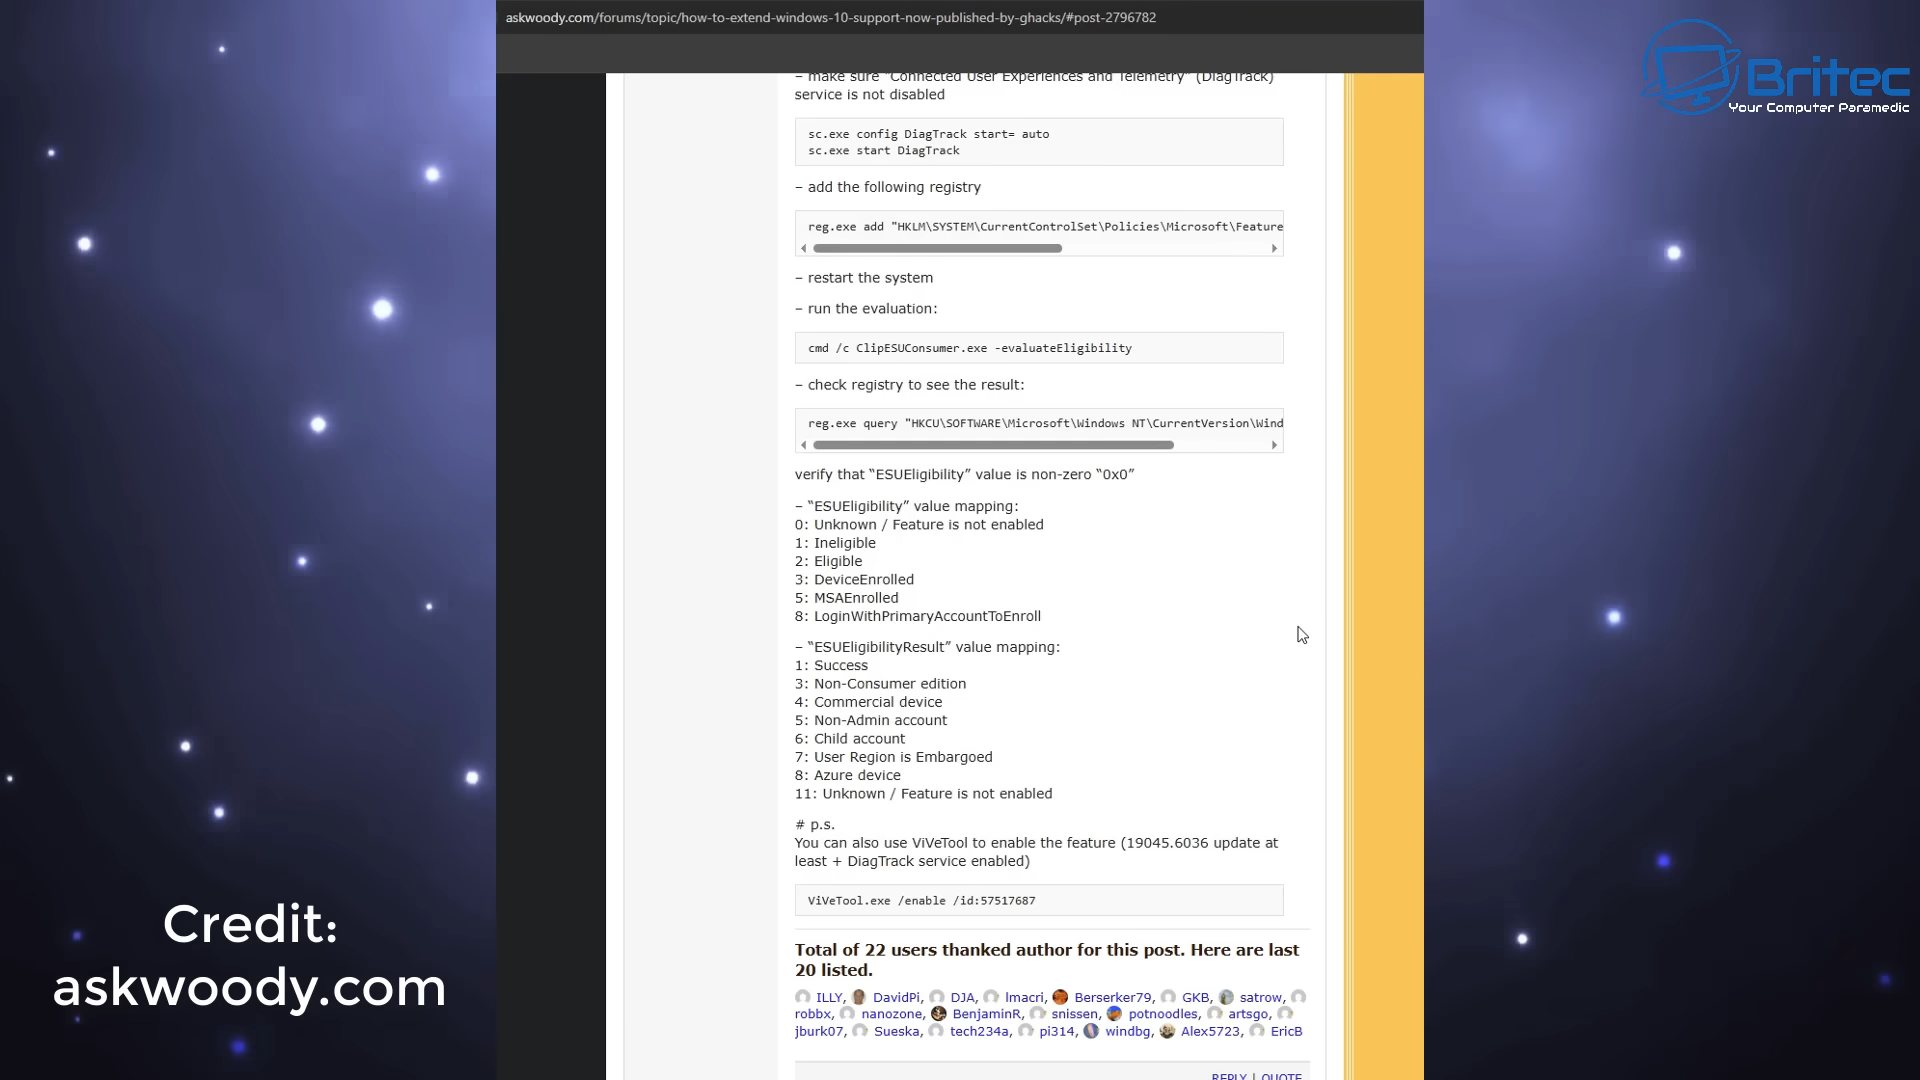 askwoody.com/forums/topic/how-to-extend-windows-10-support-now-published-by-ghacks/#post-2796782
Britec
Your Computer Paramedic
– make sure "Connected User Experiences and Telemetry" (DiagTrack)
service is not disabled
sc.exe config DiagTrack start= auto
sc.exe start DiagTrack
– add the following registry
reg.exe add "HKLM\SYSTEM\CurrentControlSet\Policies\Microsoft\Feature
– restart the system
– run the evaluation:
cmd /c ClipESUConsumer.exe -evaluateEligibility
– check registry to see the result:
reg.exe query "HKCU\SOFTWARE\Microsoft\Windows NT\CurrentVersion\Wind
verify that “ESUEligibility” value is non-zero “0x0”
– “ESUEligibility” value mapping:
0: Unknown / Feature is not enabled
1: Ineligible
2: Eligible
3: DeviceEnrolled
5: MSAEnrolled
8: LoginWithPrimaryAccountToEnroll
– “ESUEligibilityResult” value mapping:
1: Success
3: Non-Consumer edition
4: Commercial device
5: Non-Admin account
6: Child account
7: User Region is Embargoed
8: Azure device
11: Unknown / Feature is not enabled
# p.s.
You can also use ViVeTool to enable the feature (19045.6036 update at
least + DiagTrack service enabled)
ViVeTool.exe /enable /id:57517687
Total of 22 users thanked author for this post. Here are last
20 listed.
ILLY, DavidPi, DJA, lmacri, Berserker79, GKB, satrow,
robbx, nanozone, BenjaminR, snissen, potnoodles, artsgo,
jburk07, Sueska, tech234a, pi314, windbg, Alex5723, EricB
REPLY | QUOTE
Credit:
askwoody.com